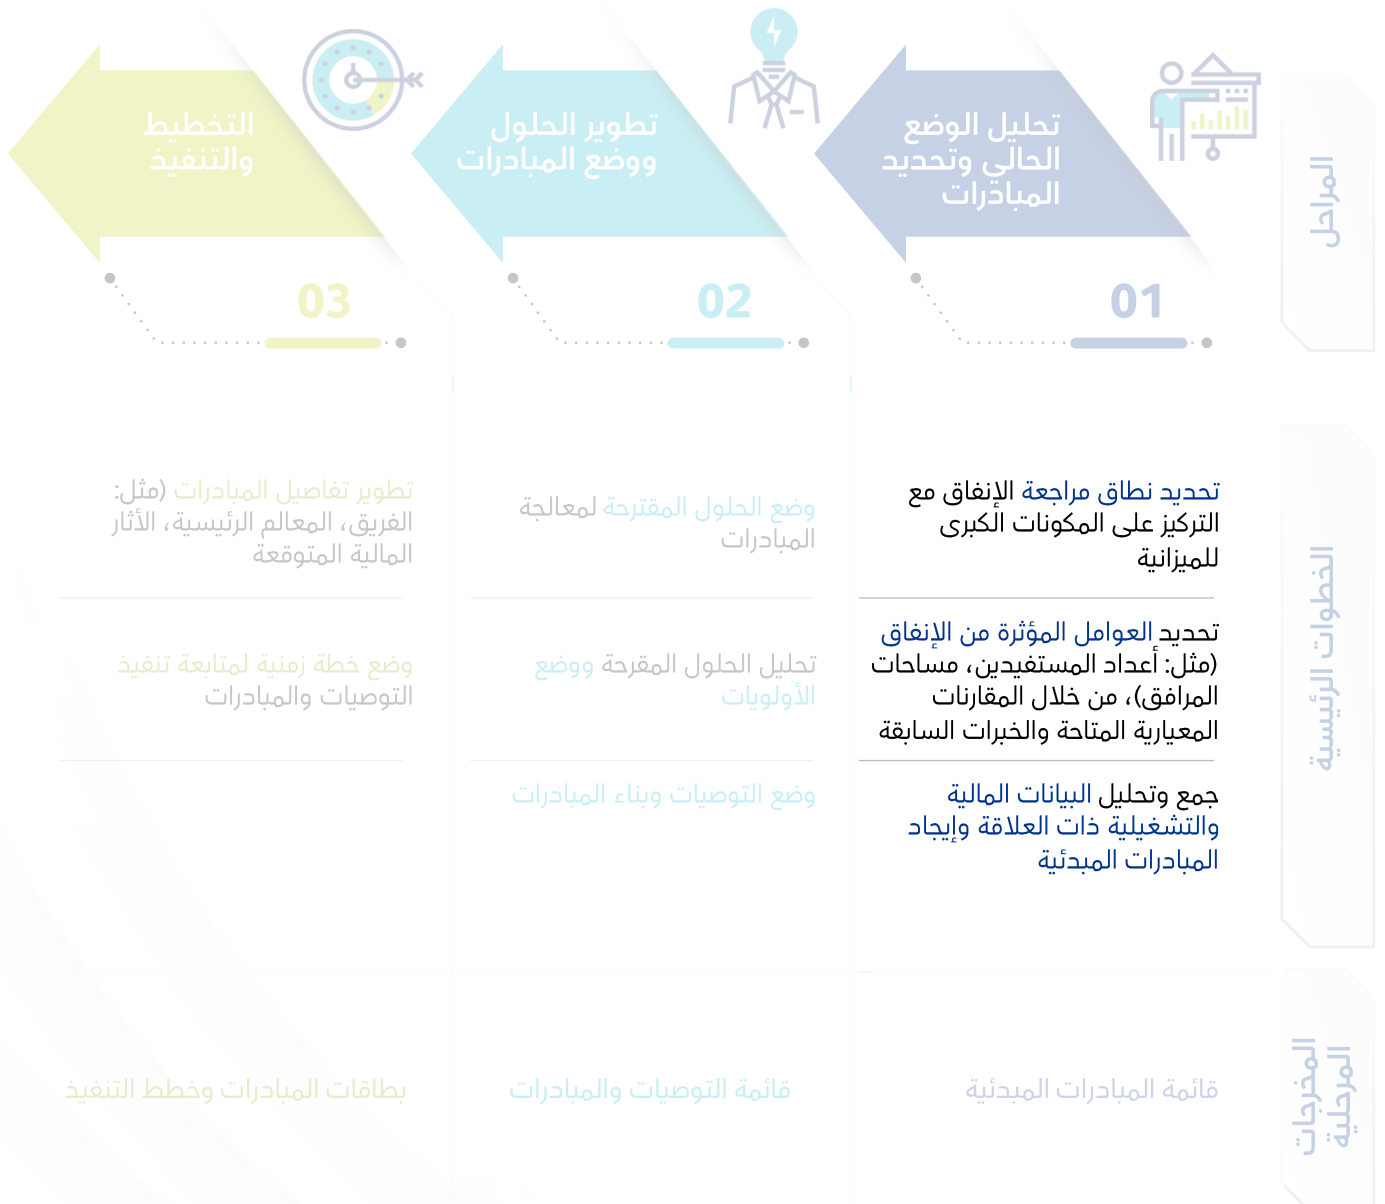 المراحل
تحليل الوضع
الحالي وتحديد
المبادرات
01
تطوير الحلول
ووضع المبادرات
02
التخطيط
والتنفيذ
03
الخطوات الرئيسية
تحديد نطاق مراجعة الإنفاق مع
التركيز على المكونات الكبرى
للميزانية
تحديد العوامل المؤثرة من الإنفاق
(مثل: أعداد المستفيدين، مساحات
المرافق)، من خلال المقارنات
المعيارية المتاحة والخبرات السابقة
جمع وتحليل البيانات المالية
والتشغيلية ذات العلاقة وإيجاد
المبادرات المبدئية
وضع الحلول المقترحة لمعالجة
المبادرات
تحليل الحلول المقرحة ووضع
الأولويات
وضع التوصيات وبناء المبادرات
تطوير تفاصيل المبادرات (مثل:
الفريق، المعالم الرئيسية، الأثار
المالية المتوقعة
وضع خطة زمنية لمتابعة تنفيذ
التوصيات والمبادرات
المخرجات
المرحلية
قائمة المبادرات المبدئية
قائمة التوصيات والمبادرات
بطاقات المبادرات وخطط التنفيذ